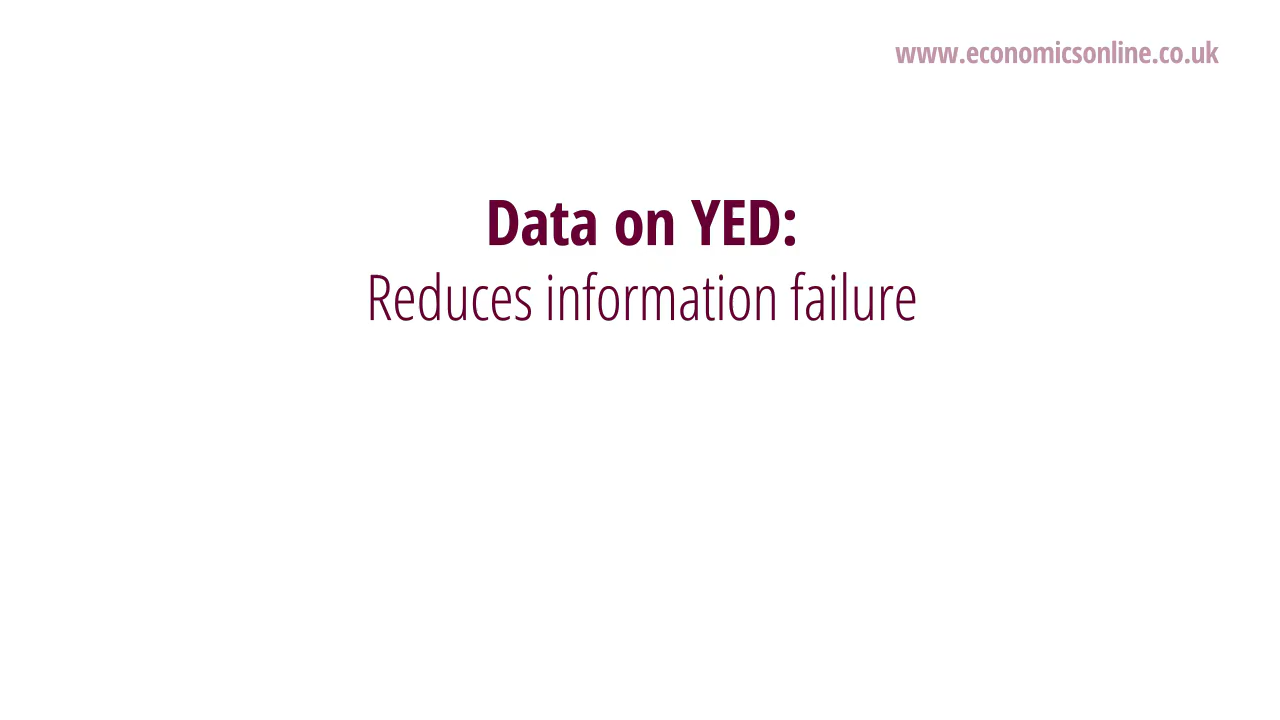 www.economicsonline.co.uk
Data on YED:
Reduces information failure